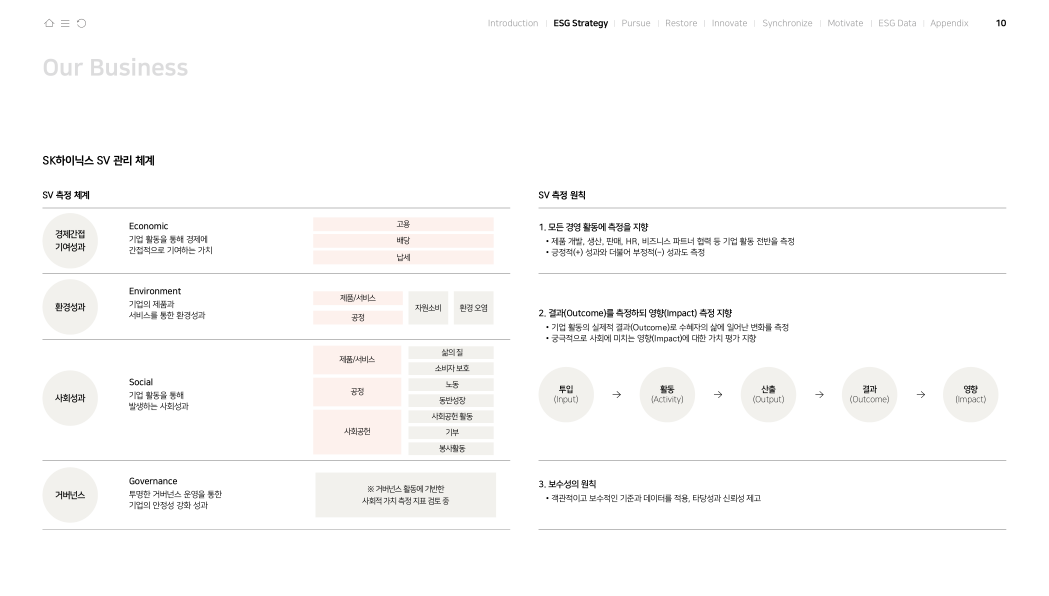 Introduction | ESG Strategy | Pursue | Restore | Innovate | Synchronize | Motivate | ESG Data | Appendix 10
Our Business
SK하이닉스 SV 관리 체계
SV 측정 체계
경제간접
기여성과
Economic
기업 활동을 통해 경제에
간접적으로 기여하는 가치
고용
배당
납세
환경성과
Environment
기업의 제품과
서비스를 통한 환경성과
제품/서비스
공정
자원소비
환경 오염
사회성과
Social
기업 활동을 통해
발생하는 사회성과
제품/서비스
공정
사회공헌
삶의 질
소비자 보호
노동
동반성장
사회공헌 활동
기부
봉사활동
거버넌스
Governance
투명한 거버넌스 운영을 통한
기업의 안정성 강화 성과
※ 거버넌스 활동에 기반한
사회적 가치 측정 지표 검토 중
SV 측정 원칙
1. 모든 경영 활동에 측정을 지향
• 제품 개발, 생산, 판매, HR, 비즈니스 파트너 협력 등 기업 활동 전반을 측정
• 긍정적(+) 성과와 더불어 부정적(-) 성과도 측정
2. 결과(Outcome)를 측정하되 영향(Impact) 측정 지향
• 기업 활동의 실제적 결과(Outcome)로 수혜자의 삶에 일어난 변화를 측정
• 궁극적으로 사회에 미치는 영향(Impact)에 대한 가치 평가 지향
투입
(Input)
→
활동
(Activity)
→
산출
(Output)
→
결과
(Outcome)
→
영향
(Impact)
3. 보수성의 원칙
• 객관적이고 보수적인 기준과 데이터를 적용, 타당성과 신뢰성 제고